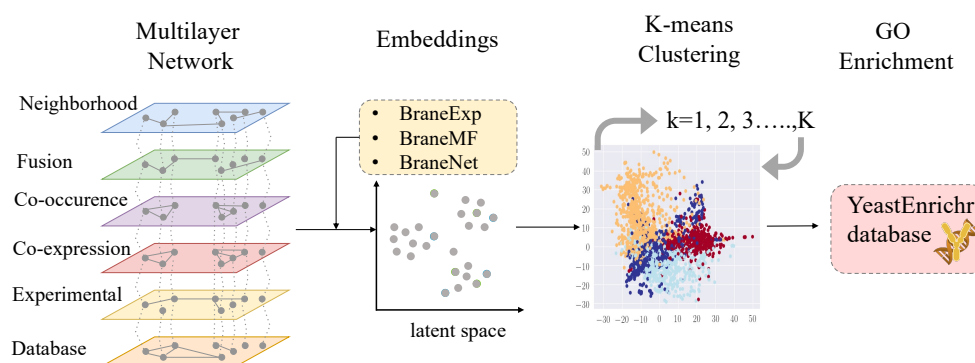 Multilayer
Network
Embeddings
K-means
Clustering
GO
Enrichment
Neighborhood
Fusion
Co-occurence
Co-expression
Experimental
Database
• BraneExp
• BraneMF
• BraneNet
latent space
k=1, 2, 3…..,K
50
40
30
20
10
0
−10
−20
−30
−30 −20 −10 0 10 20 30 40 50
YeastEnrichr
database